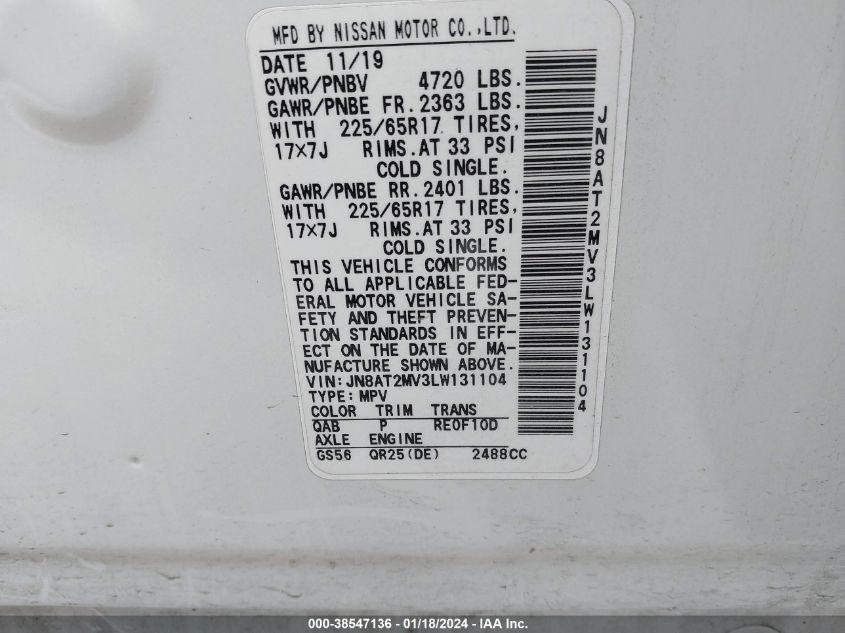 MFD BY NISSAN MOTOR CO.,LTD.
DATE 11/19
GVWR/PNBV 4720 LBS.
GAWR/PNBE FR. 2363 LBS.
WITH 225/65R17 TIRES,
17×7J RIMS.AT 33 PSI
COLD SINGLE.
GAWR/PNBE RR. 2401 LBS.
WITH 225/65R17 TIRES,
17×7J RIMS.AT 33 PSI
COLD SINGLE.
THIS VEHICLE CONFORMS
TO ALL APPLICABLE FED-
ERAL MOTOR VEHICLE SA-
FETY AND THEFT PREVEN-
TION STANDARDS IN EFF-
ECT ON THE DATE OF MA-
NUFACTURE SHOWN ABOVE.
VIN:JN8AT2MV3LW131104
TYPE:MPV
COLOR TRIM TRANS
QAB P RE0F10D
AXLE ENGINE
GS56 QR25(DE) 2488CC
JN8AT2MV3LW131104
000-38547136 - 01/18/2024 - IAA Inc.